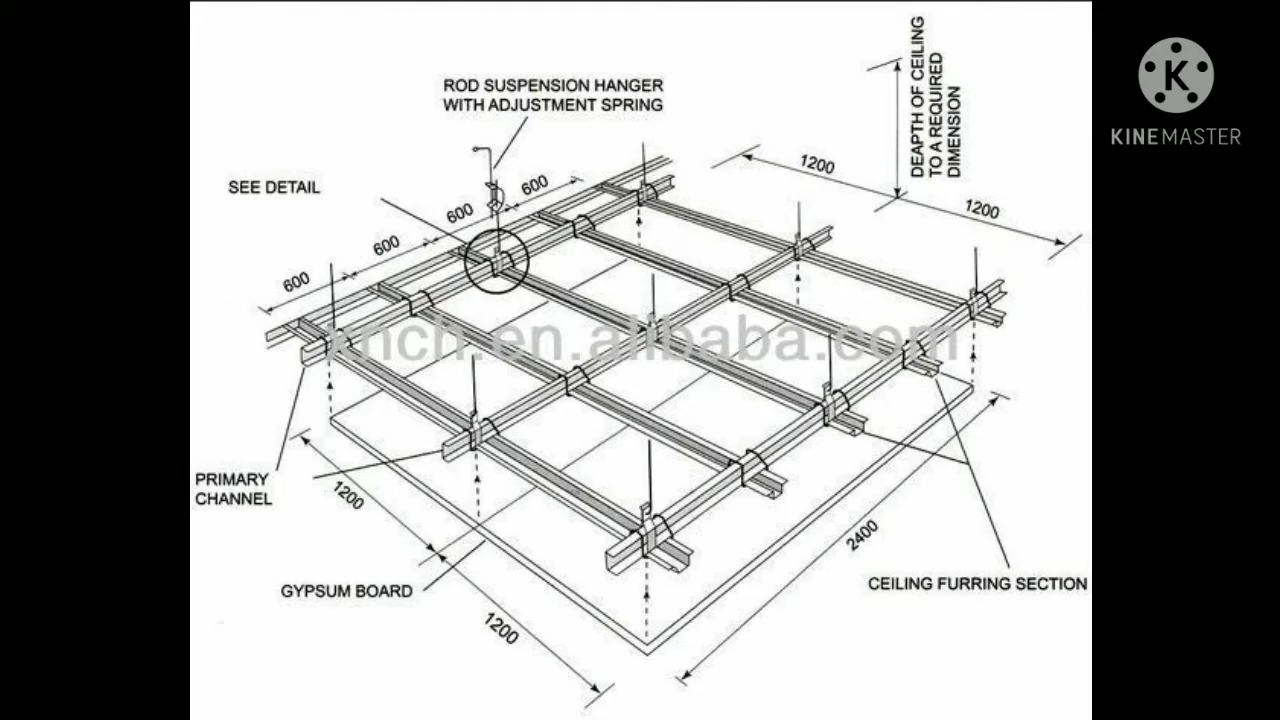 ROD SUSPENSION HANGER
WITH ADJUSTMENT SPRING
DEAPTH OF CEILING
TO A REQUIRED
DIMENSION
K
KINEMASTER
SEE DETAIL
600
600
600
600
1200
1200
xnch.en.alibaba.com
PRIMARY
CHANNEL
1200
GYPSUM BOARD
1200
2400
CEILING FURRING SECTION